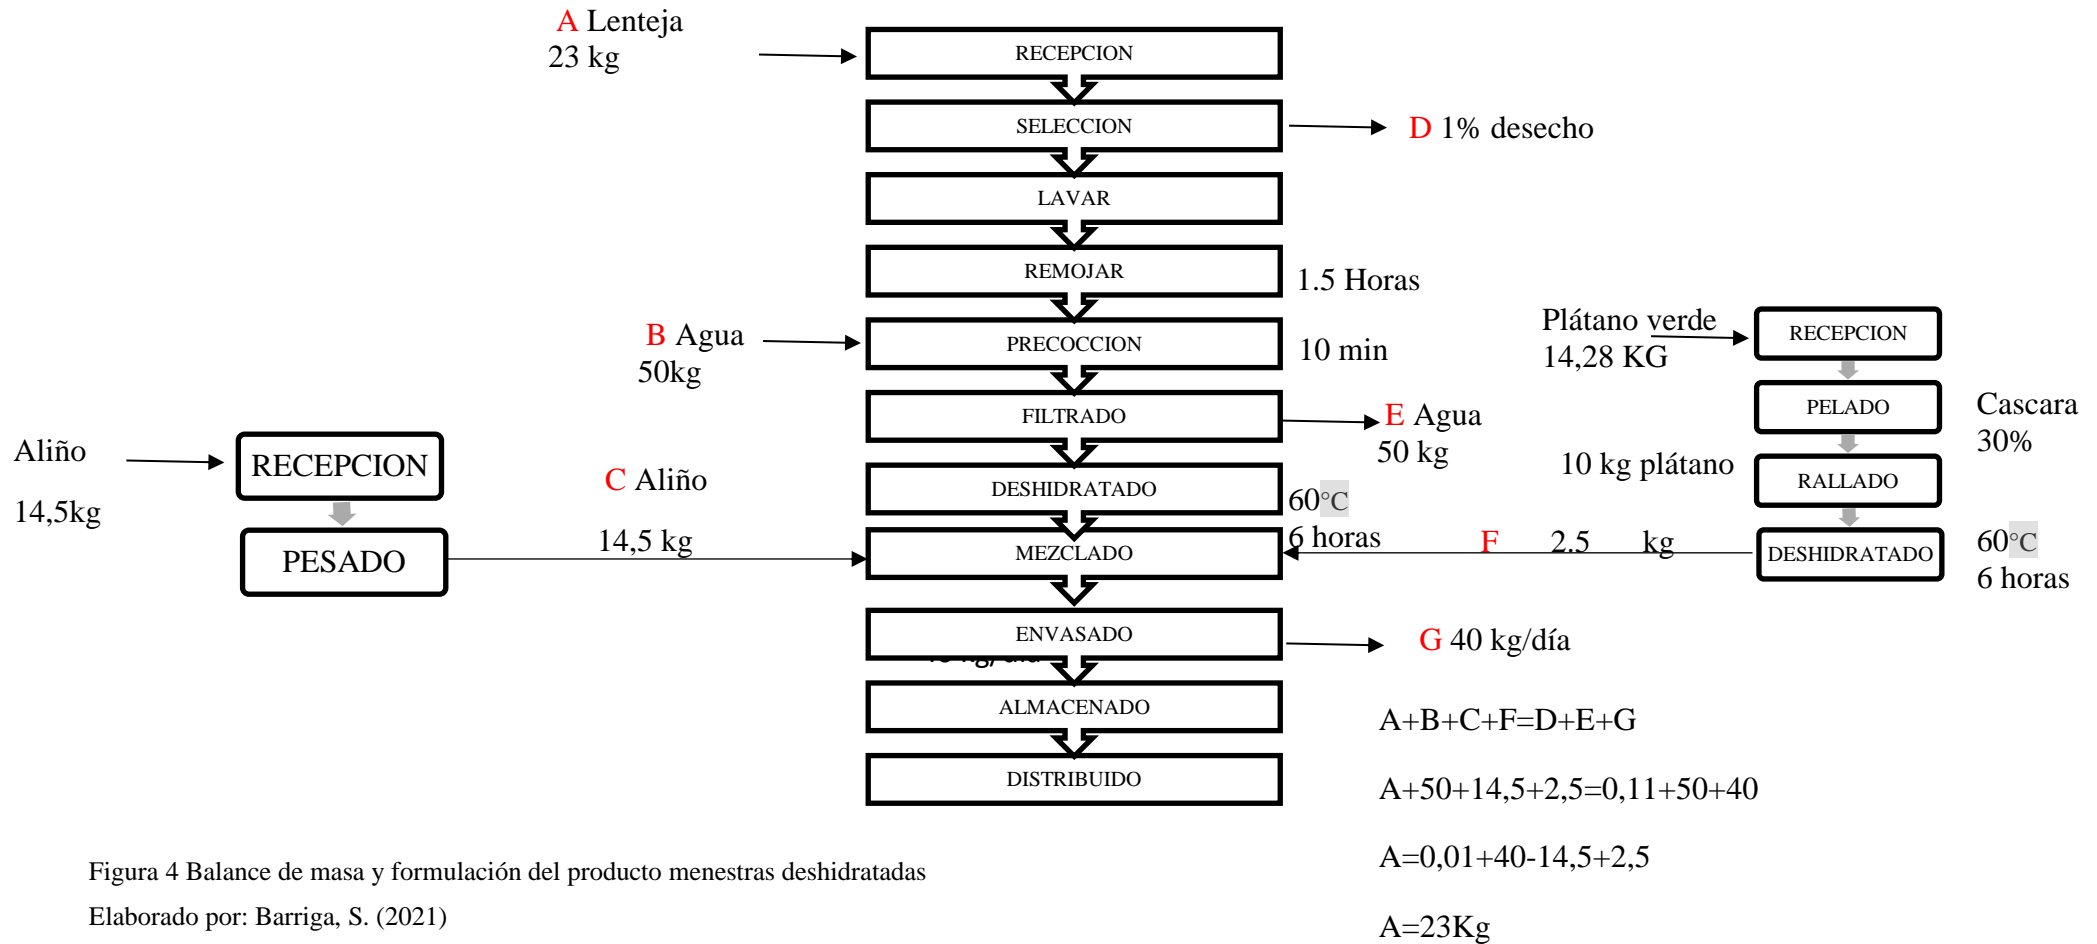 A Lenteja
23 kg
RECEPCION
SELECCION
D 1% desecho
LAVAR
REMOJAR
1.5 Horas
B Agua
50kg
PRECOCCION
10 min
FILTRADO
E Agua
50 kg
DESHIDRATADO
60°C
6 horas
MEZCLADO
ENVASADO
G 40 kg/día
ALMACENADO
DISTRIBUIDO
Aliño
14,5kg
RECEPCION
PESADO
C Aliño
14,5 kg
Plátano verde
14,28 KG
RECEPCION
PELADO
Cascara
30%
10 kg plátano
RALLADO
DESHIDRATADO
60°C
6 horas
F 2.5 kg
A+B+C+F=D+E+G
A+50+14,5+2,5=0,11+50+40
A=0,01+40-14,5+2,5
A=23Kg
Figura 4 Balance de masa y formulación del producto menestras deshidratadas
Elaborado por: Barriga, S. (2021)